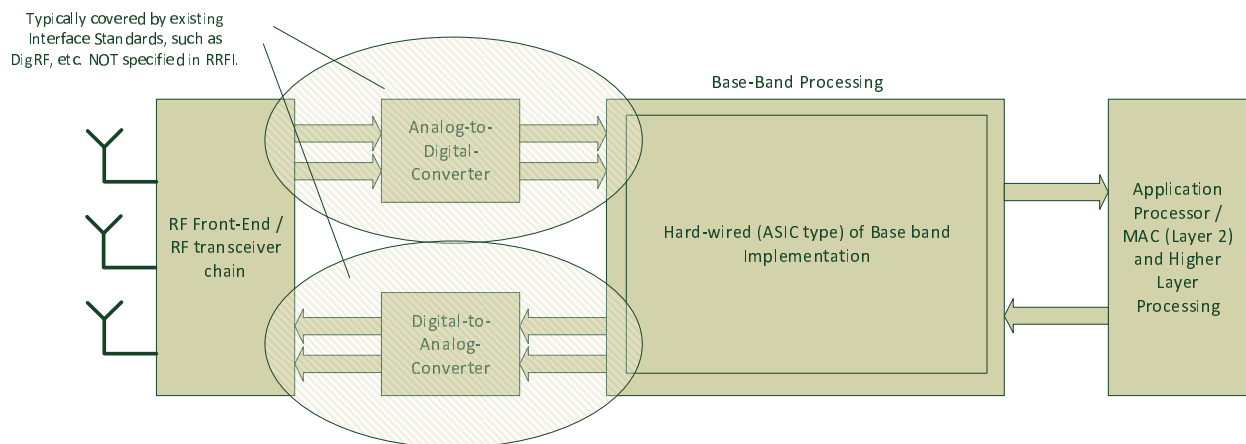 Typically covered by existing
Interface Standards, such as
DigRF, etc. NOT specified in RRFI.
Base-Band Processing
Analog-to-
Digital-
Converter
RF Front-End /
RF transceiver
chain
Hard-wired (ASIC type) of Base band
Implementation
Application
Processor /
MAC (Layer 2)
and Higher
Layer
Processing
Digital-to-
Analog-
Converter